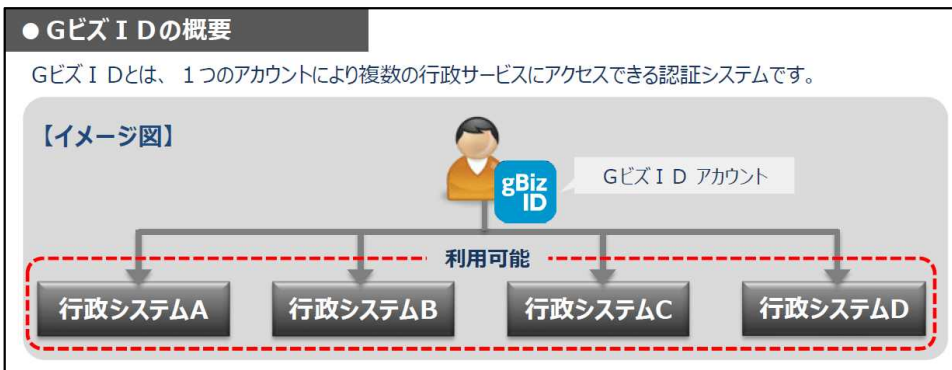 ●GビズIDの概要
GビズIDとは、1つのアカウントにより複数の行政サービスにアクセスできる認証システムです。
【イメージ図】
gBiz
ID
GビズID アカウント
利用可能
行政システムA
行政システムB
行政システムC
行政システムD